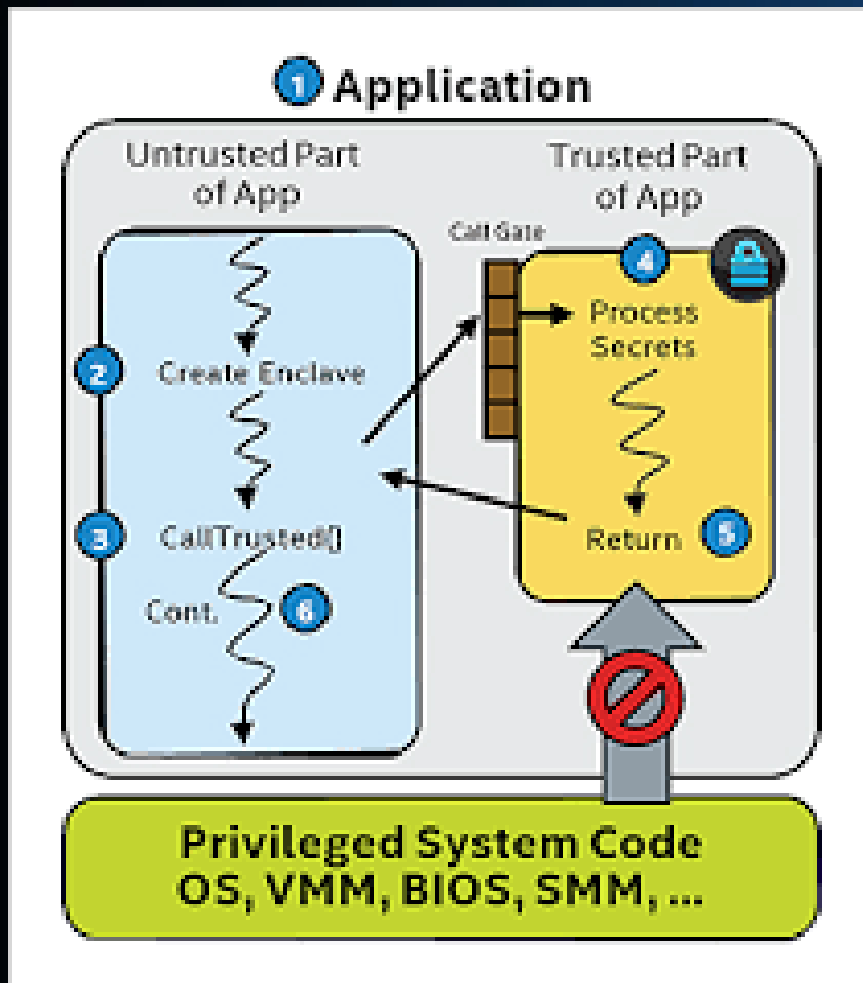 1 Application
Untrusted Part
of App
Trusted Part
of App
Call Gate
4
Process
Secrets
2
Create Enclave
3
CallTrusted()
Return 5
Cont. 6
Privileged System Code
OS, VMM, BIOS, SMM, ...